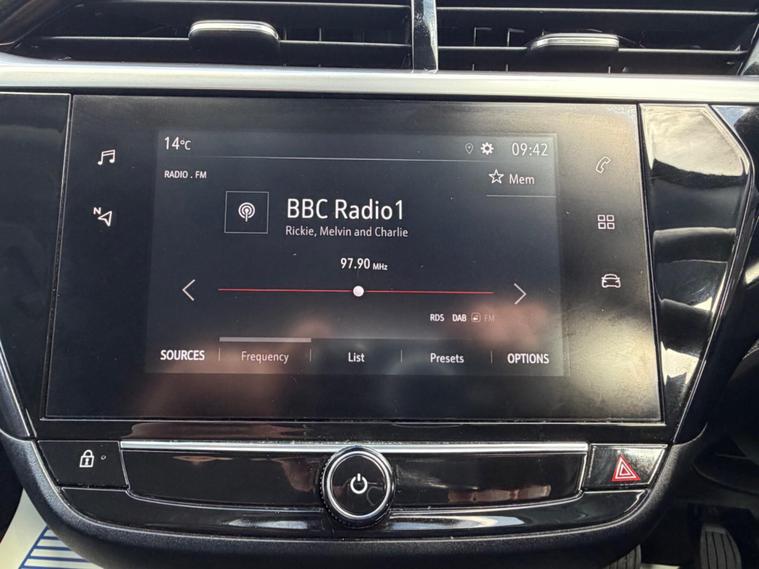 14°C 09:42
RADIO . FM Mem
BBC Radio1
Rickie, Melvin and Charlie
97.90 MHz
RDS DAB FM
SOURCES Frequency List Presets OPTIONS
N